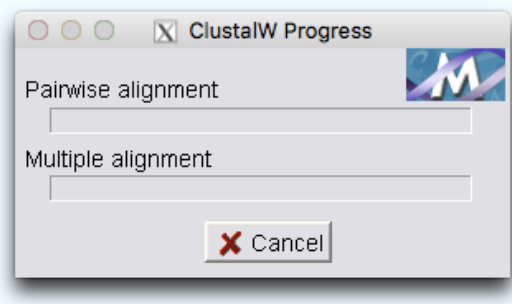 X ClustalW Progress
M
Pairwise alignment
Multiple alignment
Cancel